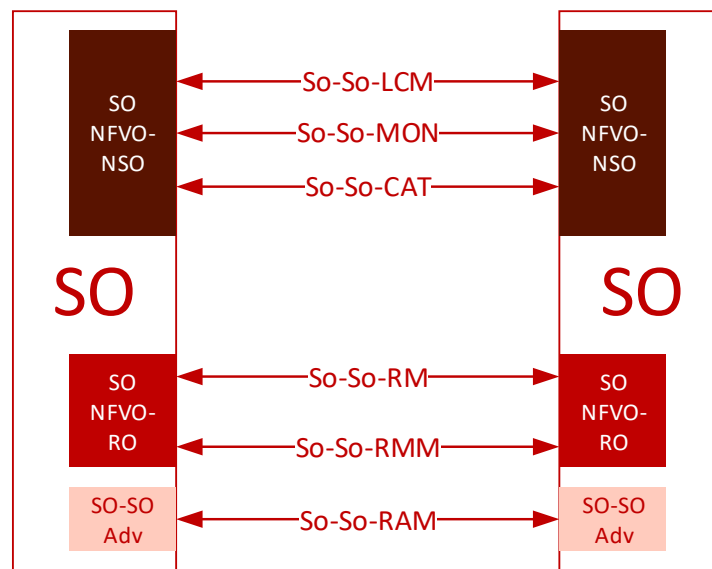 SO
NFVO-
NSO
So-So-LCM
So-So-MON
So-So-CAT
SO
NFVO-
NSO
SO
SO
SO
NFVO-
RO
So-So-RM
So-So-RMM
SO
NFVO-
RO
SO-SO
Adv
So-So-RAM
SO-SO
Adv